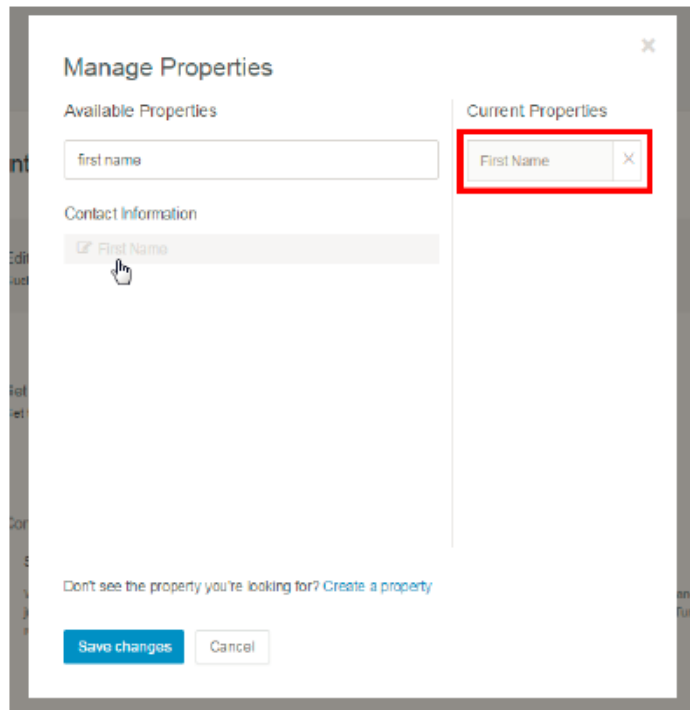 Manage Properties
Available Properties
Current Properties
first name
First Name
Contact Information
First Name
Don't see the property you're looking for? Create a property
Save changes
Cancel